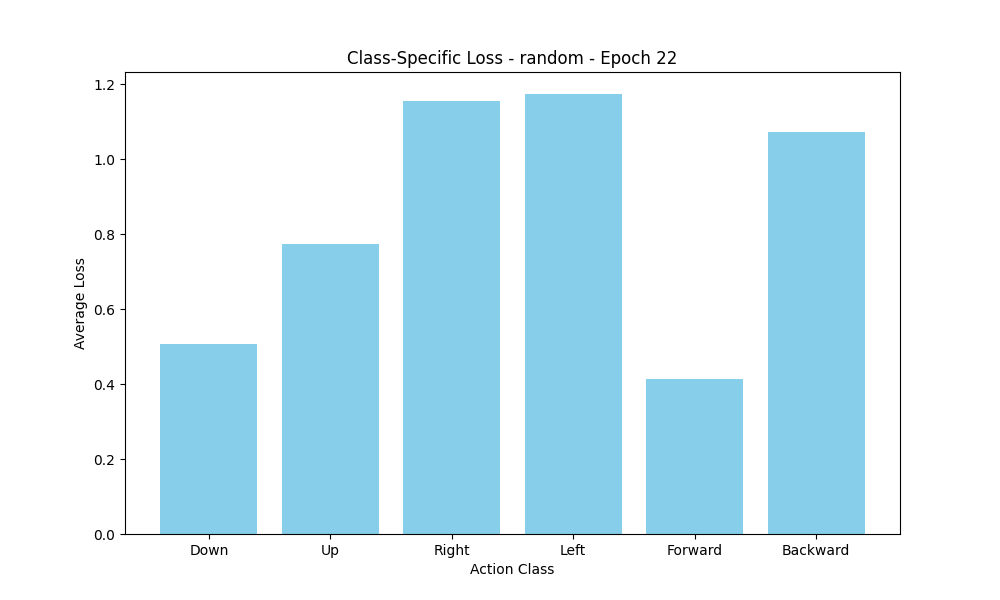 Class-Specific Loss - random - Epoch 22
Average Loss
1.2
1.0
0.8
0.6
0.4
0.2
0.0
Down Up Right Left Forward Backward
Action Class